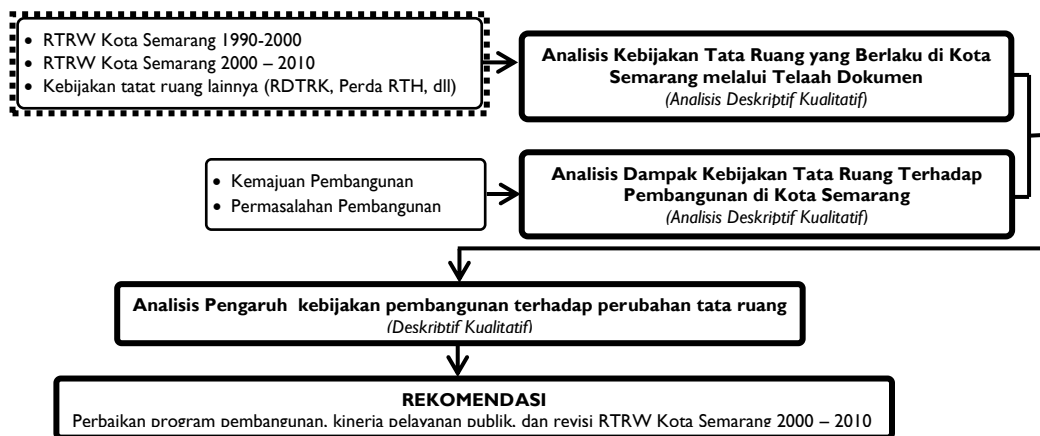 • RTRW Kota Semarang 1990-2000
• RTRW Kota Semarang 2000 – 2010
• Kebijakan tatat ruang lainnya (RDTRK, Perda RTH, dll)
Analisis Kebijakan Tata Ruang yang Berlaku di Kota
Semarang melalui Telaah Dokumen
(Analisis Deskriptif Kualitatif)
• Kemajuan Pembangunan
• Permasalahan Pembangunan
Analisis Dampak Kebijakan Tata Ruang Terhadap
Pembangunan di Kota Semarang
(Analisis Deskriptif Kualitatif)
Analisis Pengaruh kebijakan pembangunan terhadap perubahan tata ruang
(Deskriptif Kualitatif)
REKOMENDASI
Perbaikan program pembangunan, kinerja pelayanan publik, dan revisi RTRW Kota Semarang 2000 – 2010